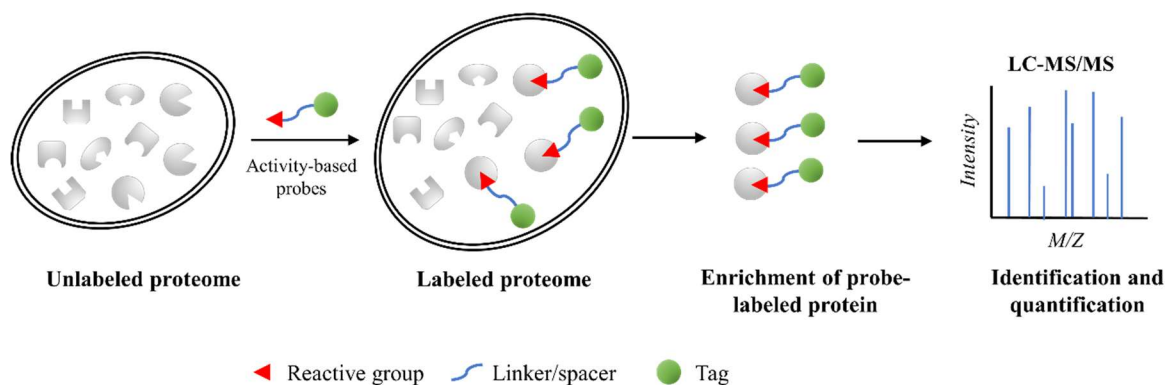 LC-MS/MS
Intensity
M/Z
Activity-based
probes
Unlabeled proteome
Labeled proteome
Enrichment of probe-
labeled protein
Identification and
quantification
Reactive group
Linker/spacer
Tag